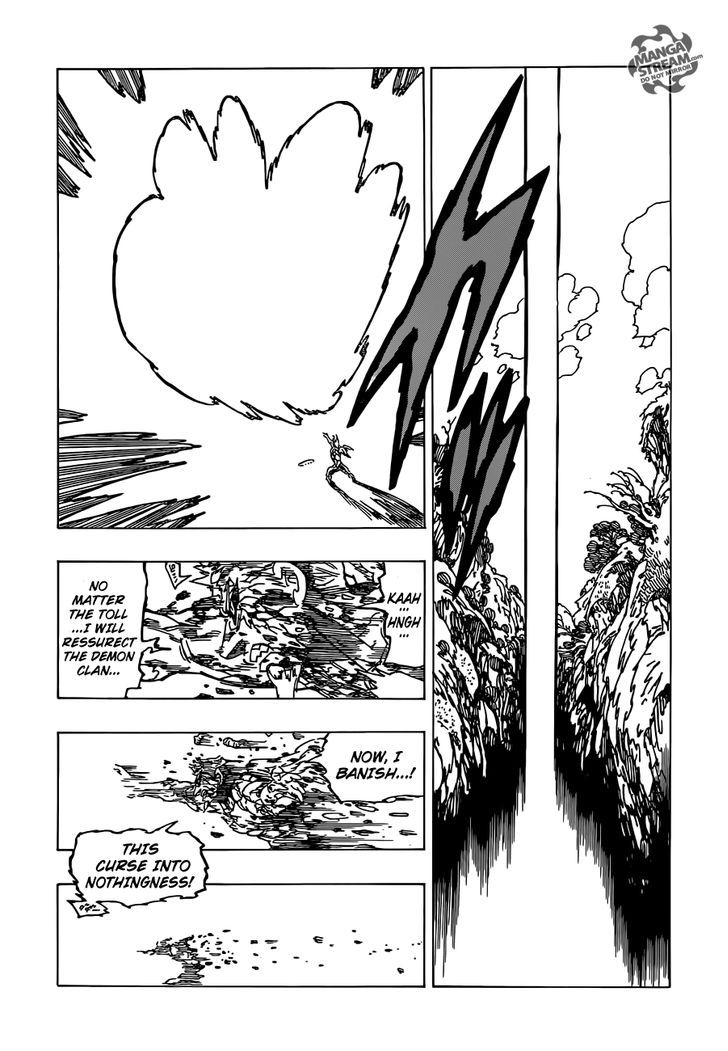 MANGA
STREAM.com
DO NOT MIRROR
NO
MATTER
THE TOLL
...I WILL
RESSURECT
THE DEMON
CLAN...
KAAH
...
HNGH
...
NOW, I
BANISH...!
THIS
CURSE INTO
NOTHINGNESS!